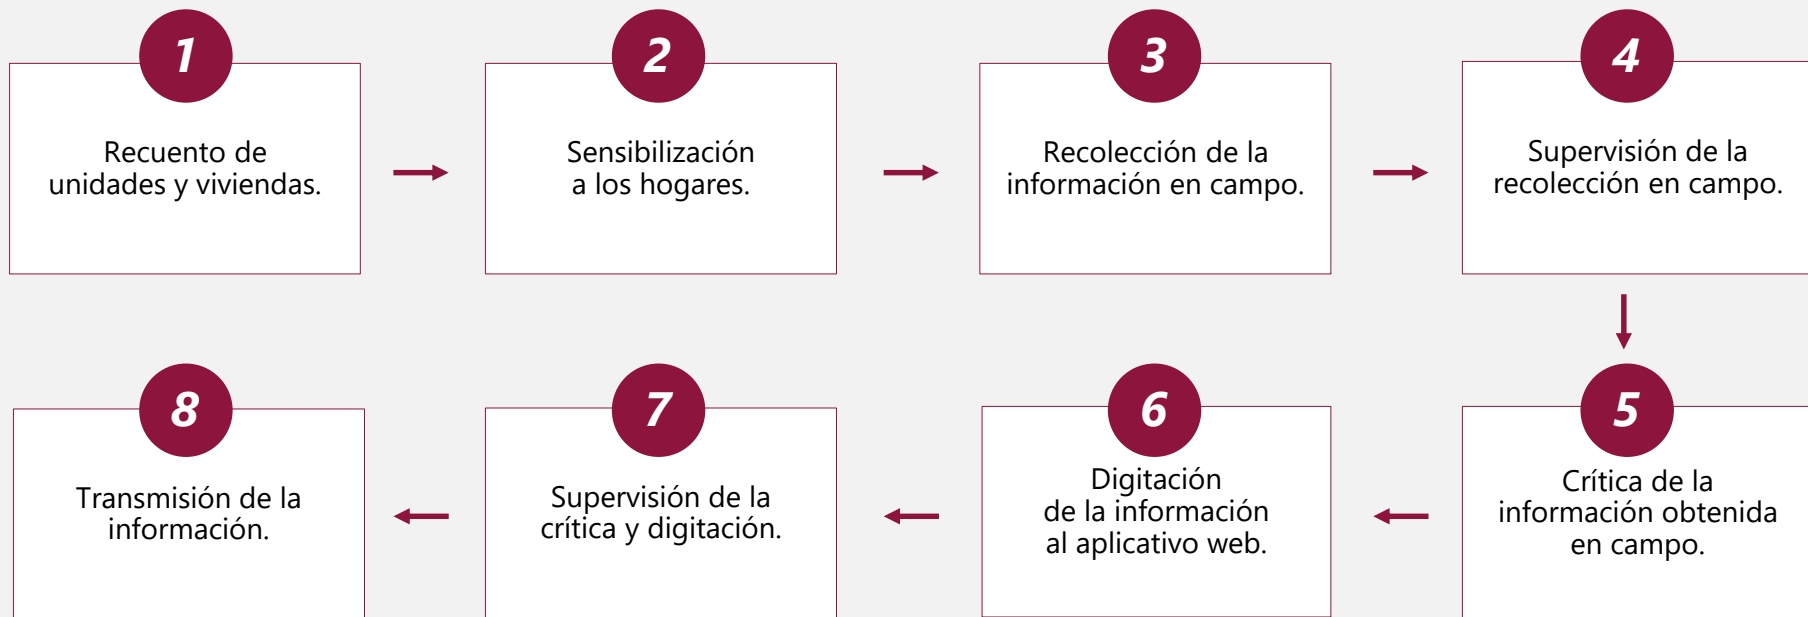 1
Recuento de
unidades y viviendas.
2
Sensibilización
a los hogares.
3
Recolección de la
información en campo.
4
Supervisión de la
recolección en campo.
5
Crítica de la
información obtenida
en campo.
6
Digitación
de la información
al aplicativo web.
7
Supervisión de la
crítica y digitación.
8
Transmisión de la
información.